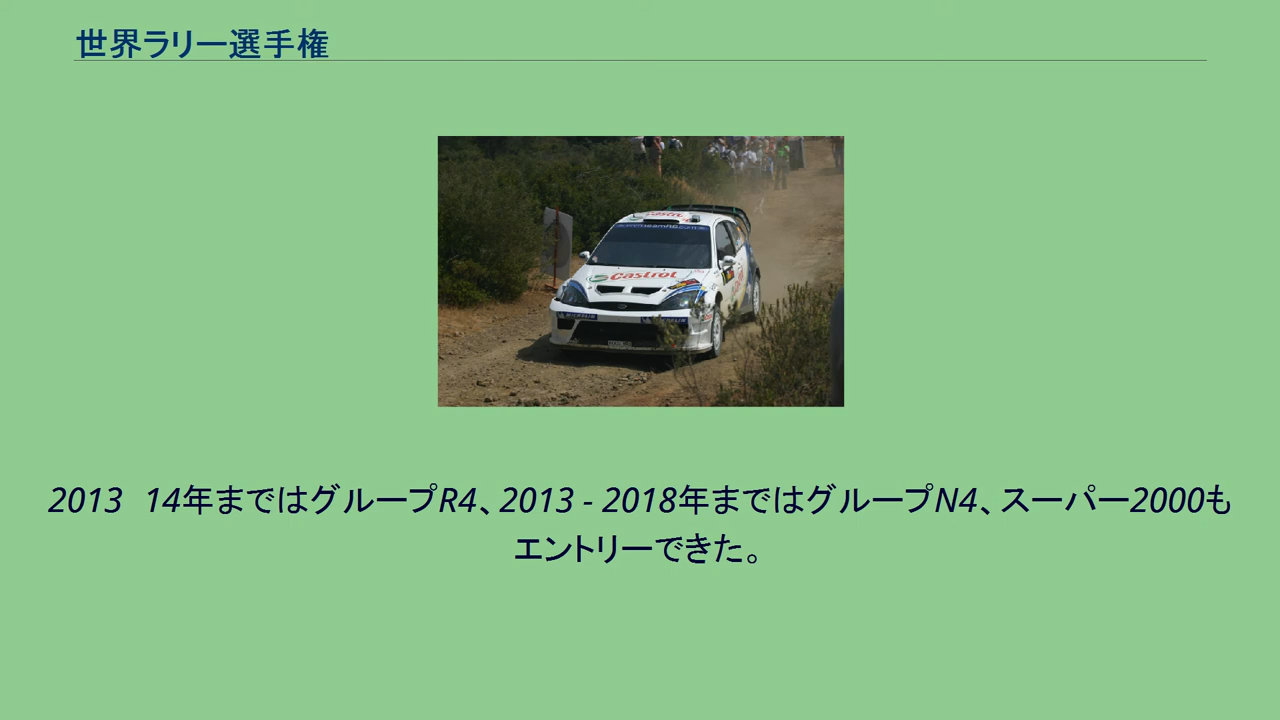 世界ラリー選手権
Castrol
2013 14年まではグループR4、2013 - 2018年まではグループN4、スーパー2000も
エントリーできた。